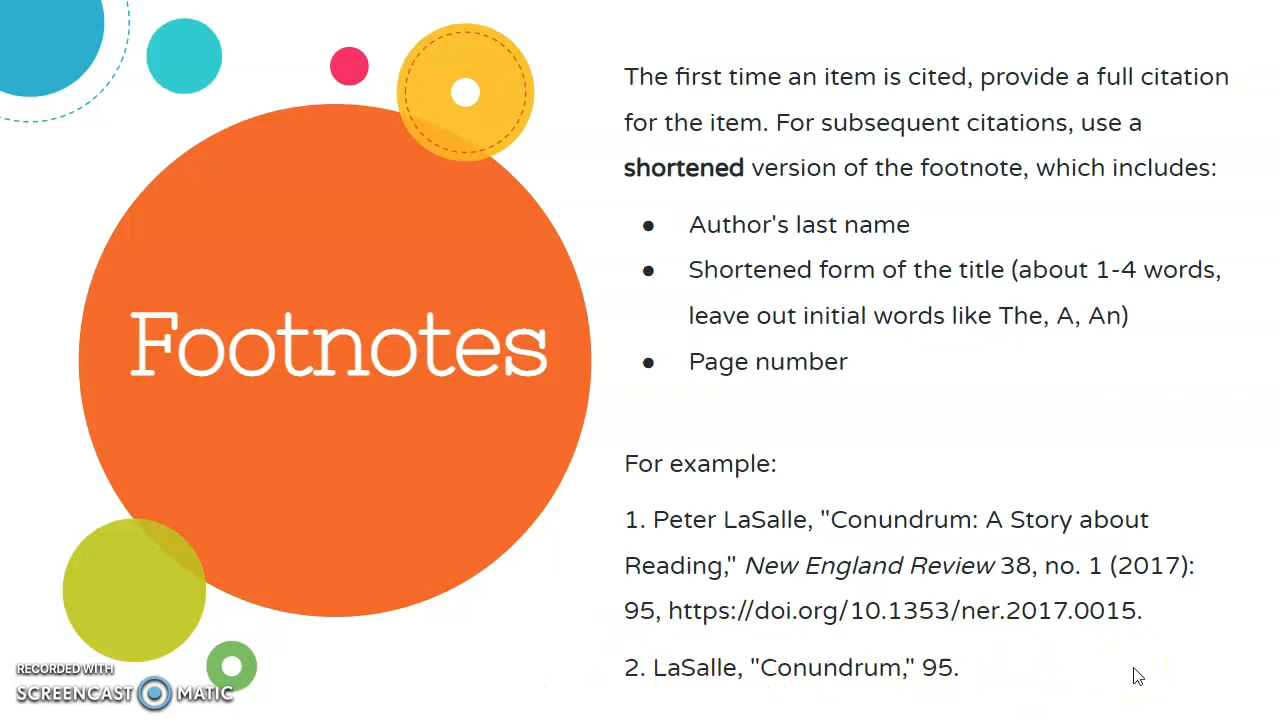 Footnotes
The first time an item is cited, provide a full citation
for the item. For subsequent citations, use a
shortened version of the footnote, which includes:
● Author's last name
● Shortened form of the title (about 1-4 words,
leave out initial words like The, A, An)
● Page number
For example:
1. Peter LaSalle, "Conundrum: A Story about
Reading," New England Review 38, no. 1 (2017):
95, https://doi.org/10.1353/ner.2017.0015.
2. LaSalle, "Conundrum," 95.
RECORDED WITH
SCREENCAST MATIC